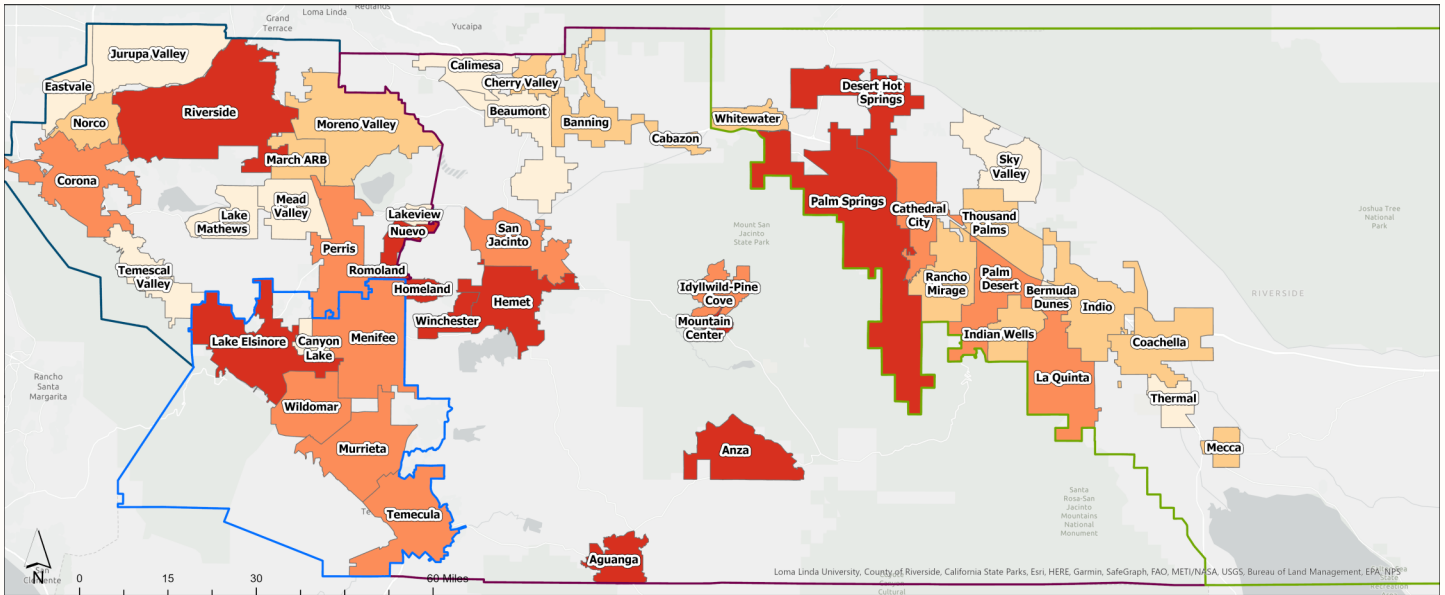 Grand
Terrace
Loma Linda
Redlands
Yucaipa
Jurupa Valley
Eastvale
Norco
Riverside
Moreno Valley
March ARB
Corona
Lake
Mathews
Mead
Valley
Perris
Temescal
Valley
Lakeview
Nuevo
Romoland
Homeland
Winchester
San
Jacinto
Hemet
Lake Elsinore
Canyon
Lake
Menifee
Wildomar
Murrieta
Temecula
Rancho
Santa
Margarita
Calimesa
Cherry Valley
Beaumont
Banning
Cabazon
Whitewater
Desert Hot
Springs
Palm Springs
Mount San
Jacinto
State Park
Idyllwild-Pine
Cove
Mountain
Center
Anza
Aguanga
Cathedral
City
Sky
Valley
Thousand
Palms
Rancho
Mirage
Palm
Desert
Bermuda
Dunes
Indio
Indian Wells
Coachella
La Quinta
Thermal
Mecca
Joshua Tree
National
Park
RIVERSIDE
Santa
Rosa-San
Jacinto
Mountains
National
Monument
N
San
Clemente
0 15 30 60 Miles
Loma Linda University, County of Riverside, California State Parks, Esri, HERE, Garmin, SafeGraph, FAO, METI/NASA, USGS, Bureau of Land Management, EPA, NPS
Cultural